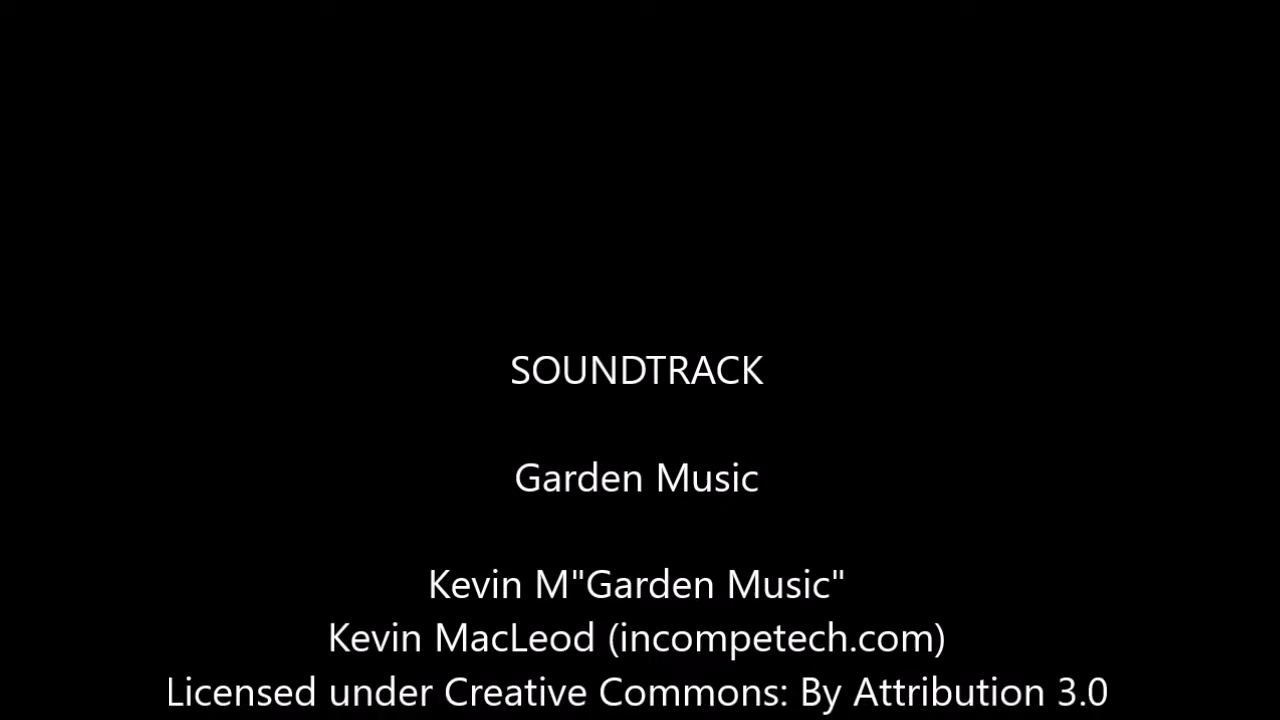 SOUNDTRACK
Garden Music
Kevin M"Garden Music"
Kevin MacLeod (incompetech.com)
Licensed under Creative Commons: By Attribution 3.0